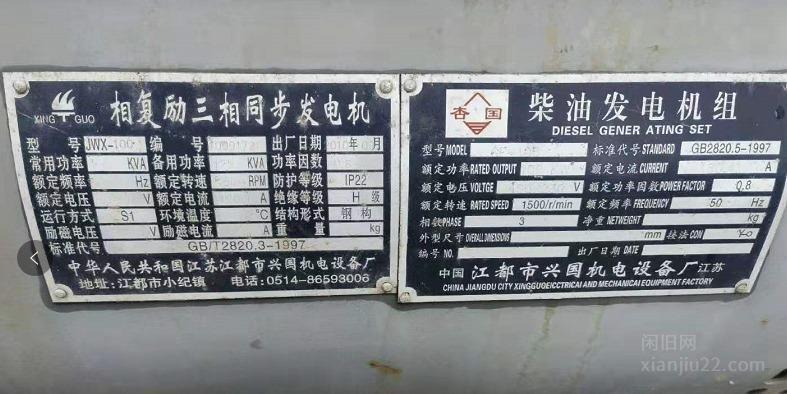 XING GUO
相复励三相同步发电机
型号 JWX-100 编号 出厂日期 月
常用功率 KVA 备用功率 KVA 功率因数
额定频率 Hz 额定转速 RPM 防护等级 IP22
额定电压 V 额定电流 A 绝缘等级 H 级
运行方式 S1 环境温度 °C 结构形式 钢构
励磁电压 V 励磁电流 A 重量 kg
标准代号 GB/T2820.3-1997
中华人民共和国江苏江都市兴国机电设备厂
地址:江都市小纪镇 电话:0514-86593006
杏国
柴油发电机组
DIESEL GENER ATING SET
型号MODEL 标准代号STANDARD GB2820.5-1997
额定功率RATED OUTPUT 额定电流CURRENT A
额定电压VOLTAGE V 额定功率因数POWER FACTOR 0.8
额定转速RATED SPEED 1500/r/min 额定频率FREQUENCY 50 Hz
相数PHASE 3 净重NETWEIGHT kg
外型尺寸OVERALL DIMENSIONS mm 接法CON Y-o
编号NO. 出厂日期DATE
中国江都市兴国机电设备厂江苏
CHINA JIANGDU CITY XINGGUOEICCTRICAI AND MECHANICAI EQUIPMENT FACTORY
闲旧网
xianjiu22.com